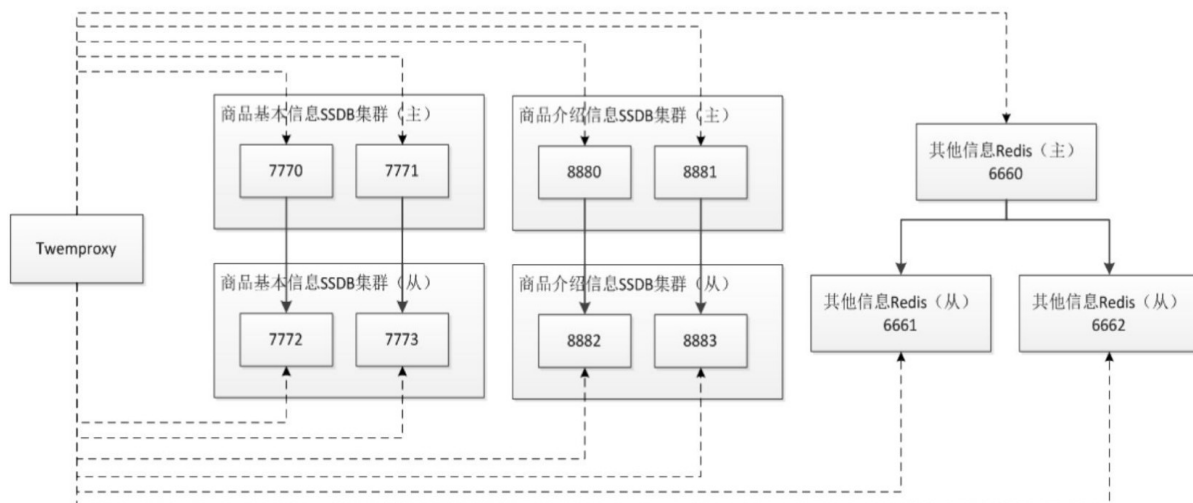 商品基本信息SSDB集群（主）
7770
7771
商品介绍信息SSDB集群（主）
8880
8881
其他信息Redis（主）
6660
Twemproxy
商品基本信息SSDB集群（从）
7772
7773
商品介绍信息SSDB集群（从）
8882
8883
其他信息Redis（从）
6661
其他信息Redis（从）
6662